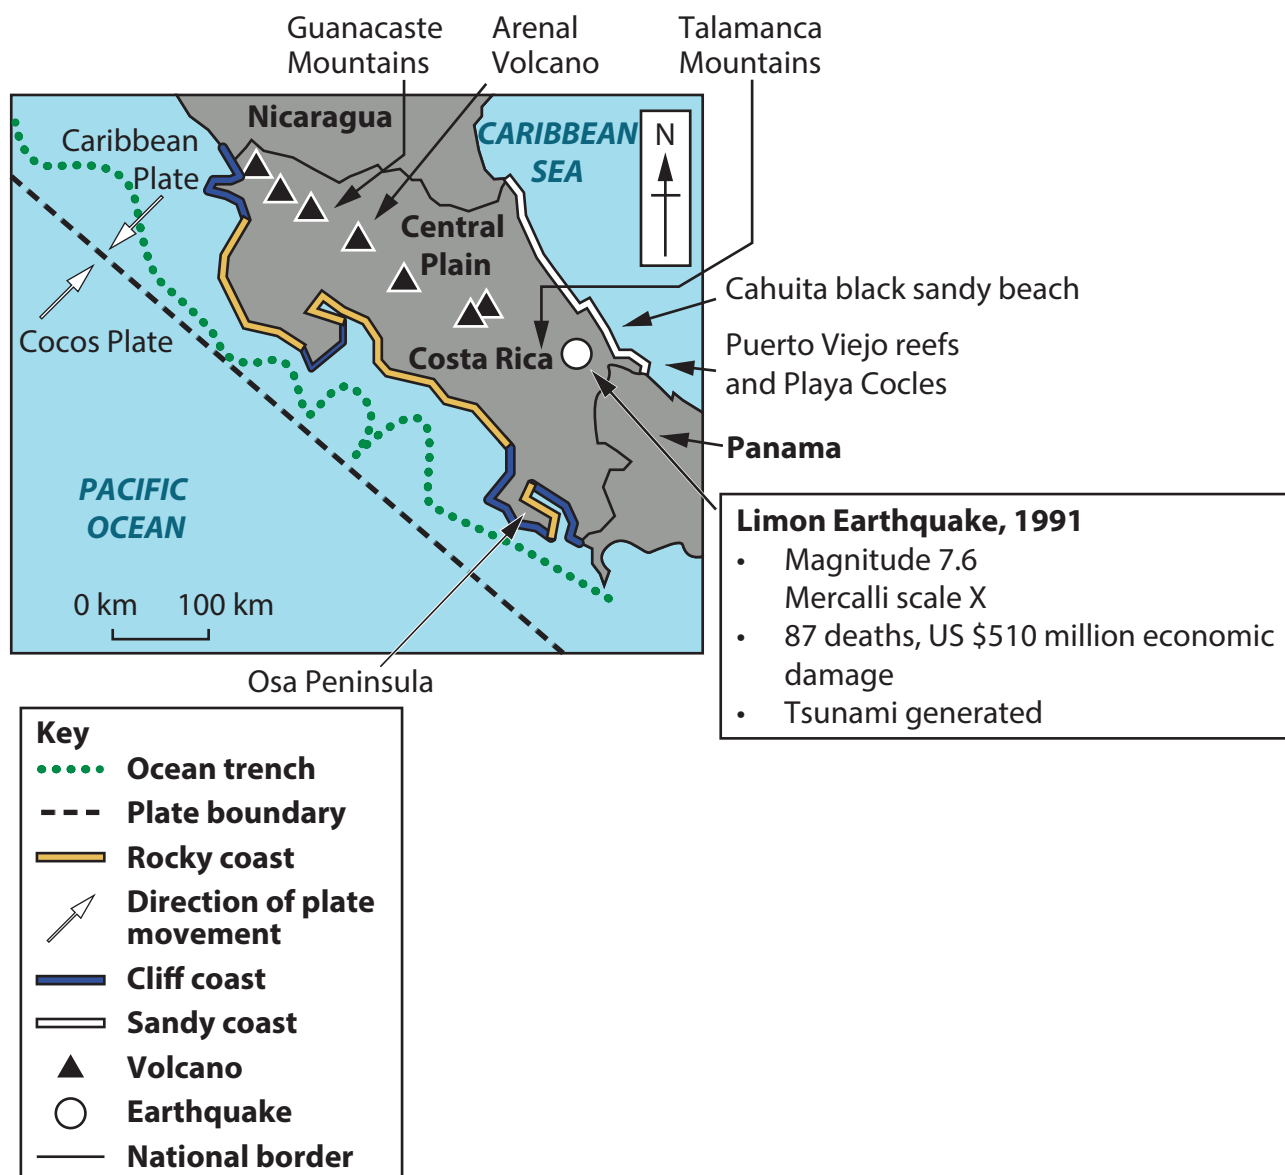 Guanacaste
Mountains
Arenal
Volcano
Talamanca
Mountains
Nicaragua
CARIBBEAN
SEA
N
Caribbean
Plate
Central
Plain
Cocos Plate
Costa Rica
Cahuita black sandy beach
Puerto Viejo reefs
and Playa Cocles
Panama
PACIFIC
OCEAN
0 km 100 km
Osa Peninsula
Limon Earthquake, 1991
• Magnitude 7.6
Mercalli scale X
• 87 deaths, US $510 million economic
damage
• Tsunami generated
Key
Ocean trench
Plate boundary
Rocky coast
Direction of plate
movement
Cliff coast
Sandy coast
Volcano
Earthquake
National border